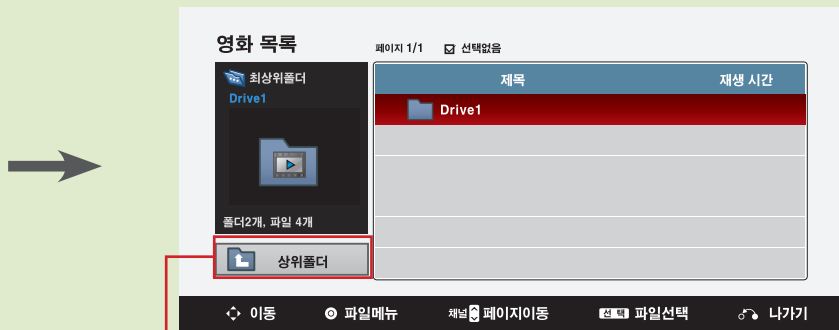 영화 목록
페이지 1/1 선택없음
최상위폴더
Drive1
폴더2개, 파일 4개
상위폴더
제목 재생 시간
Drive1
이동 파일메뉴 채널 페이지이동 선 택 파일선택 나가기